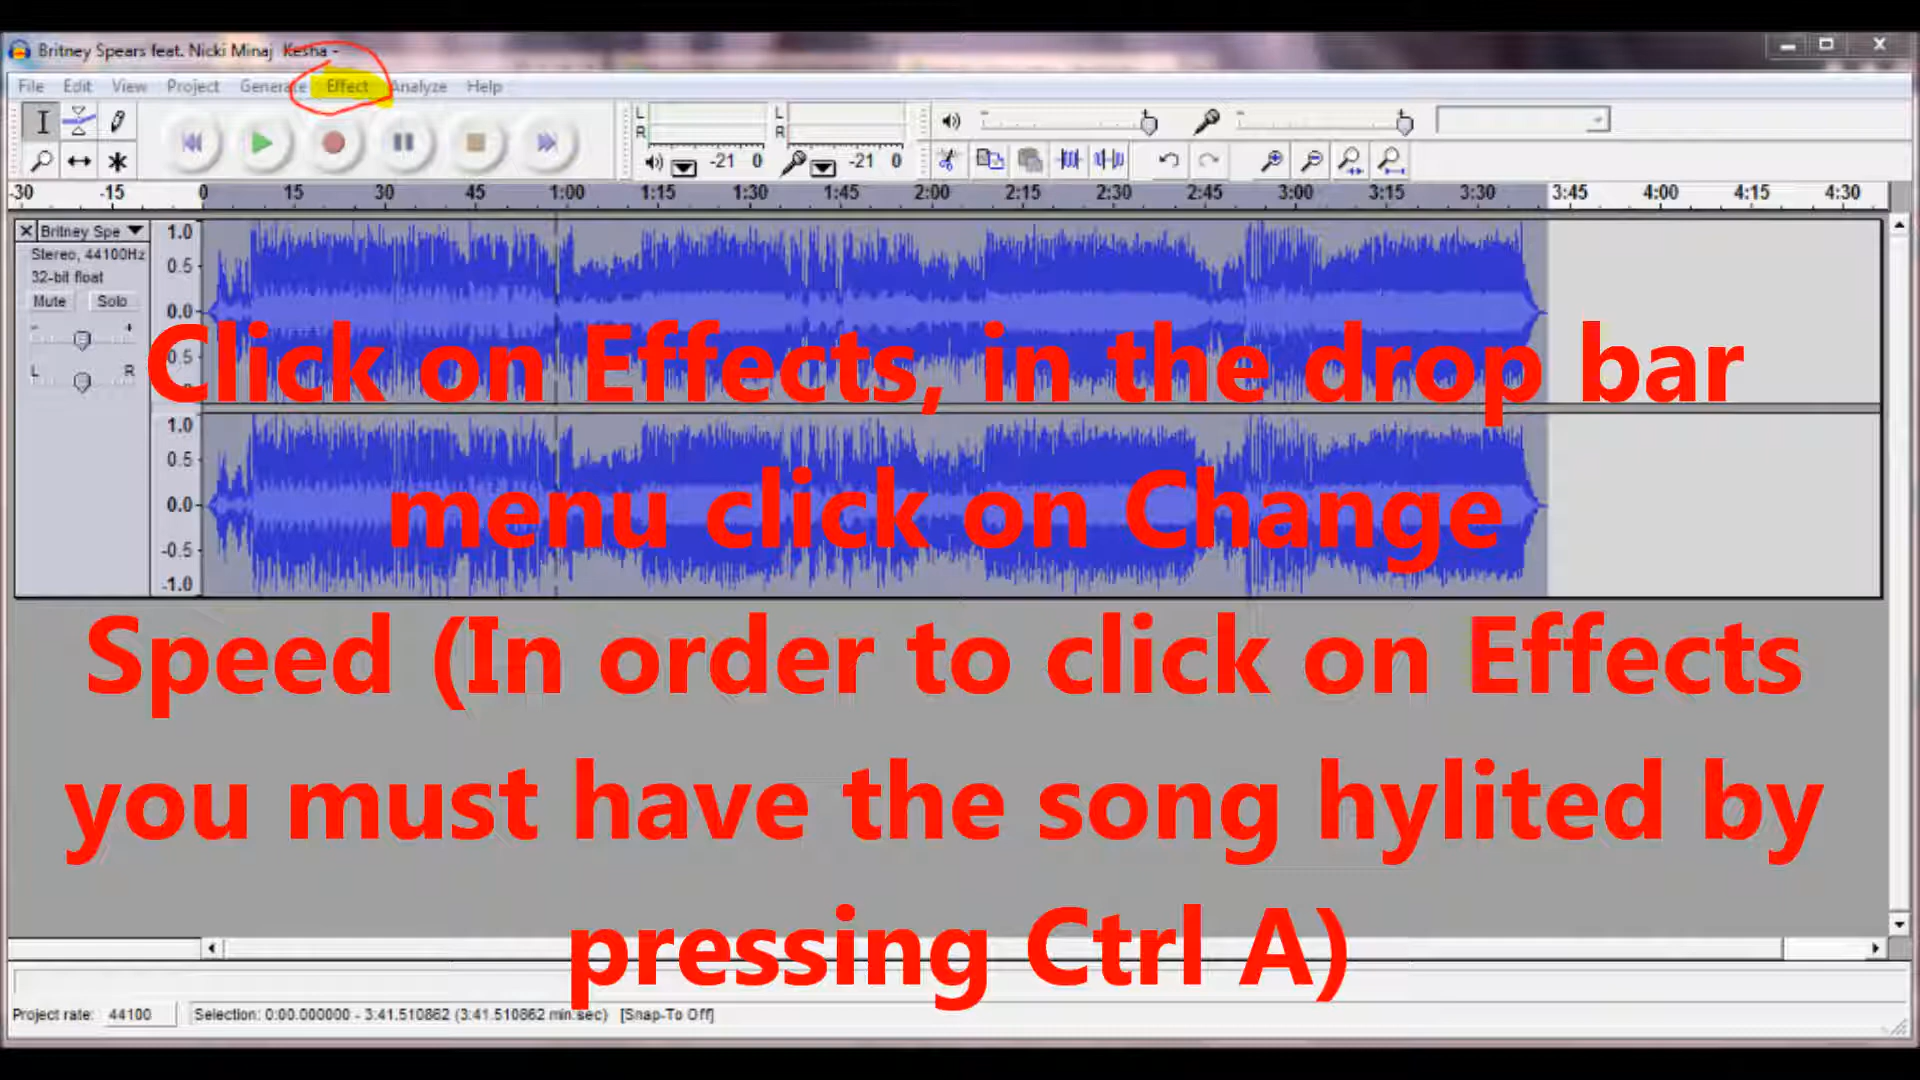 Britney Spears feat. Nicki Minaj Kesha -
File Edit View Project Generate Effect Analyze Help
L L
R R
-21 0 -21 0
-30 -15 0 15 30 45 1:00 1:15 1:30 1:45 2:00 2:15 2:30 2:45 3:00 3:15 3:30 3:45 4:00 4:15 4:30
Britney Spe 1.0
Stereo, 44100Hz
32-bit float
0.5
Mute Solo
0.0
- +
L R
0.5
Click on Effects, in the drop bar
menu click on Change
Speed (In order to click on Effects
you must have the song hylited by
pressing Ctrl A)
1.0
0.5
0.0
-0.5
-1.0
Project rate: 44100 Selection: 0:00.000000 - 3:41.510862 (3:41.510862 min:sec) [Snap-To Off]